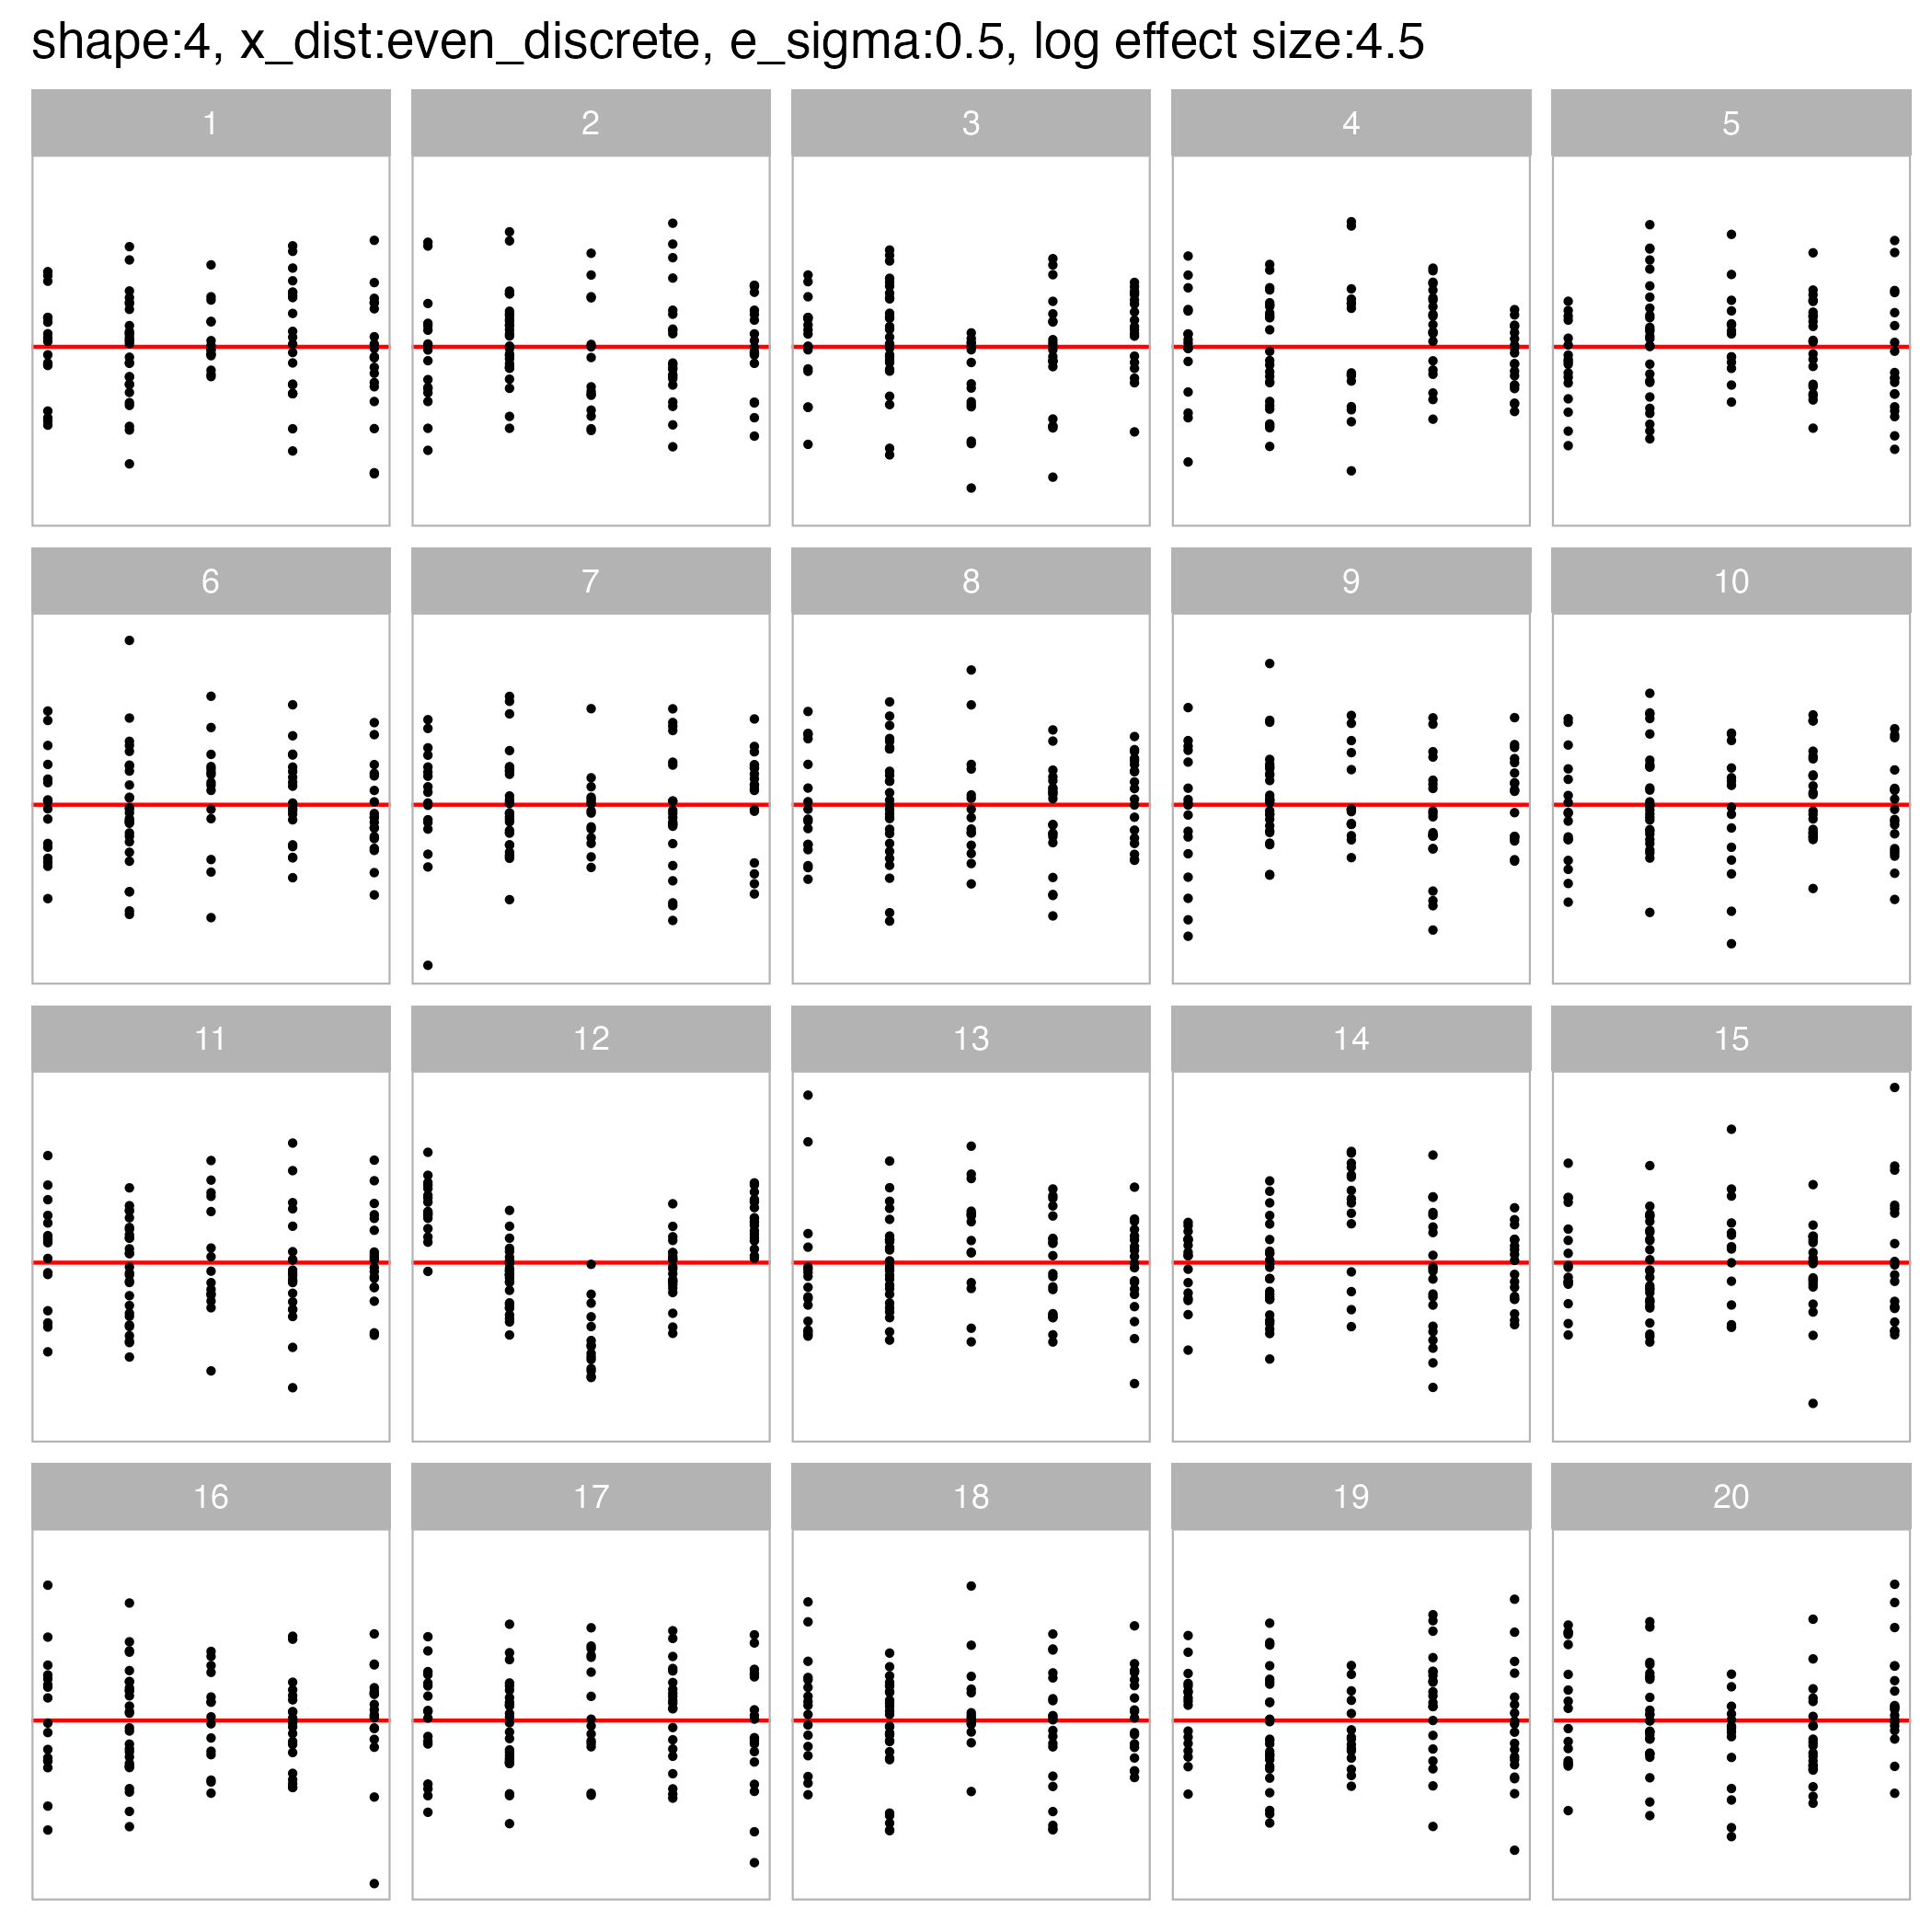 shape:4, x_dist:even_discrete, e_sigma:0.5, log effect size:4.5
1 2 3 4 5
6 7 8 9 10
11 12 13 14 15
16 17 18 19 20